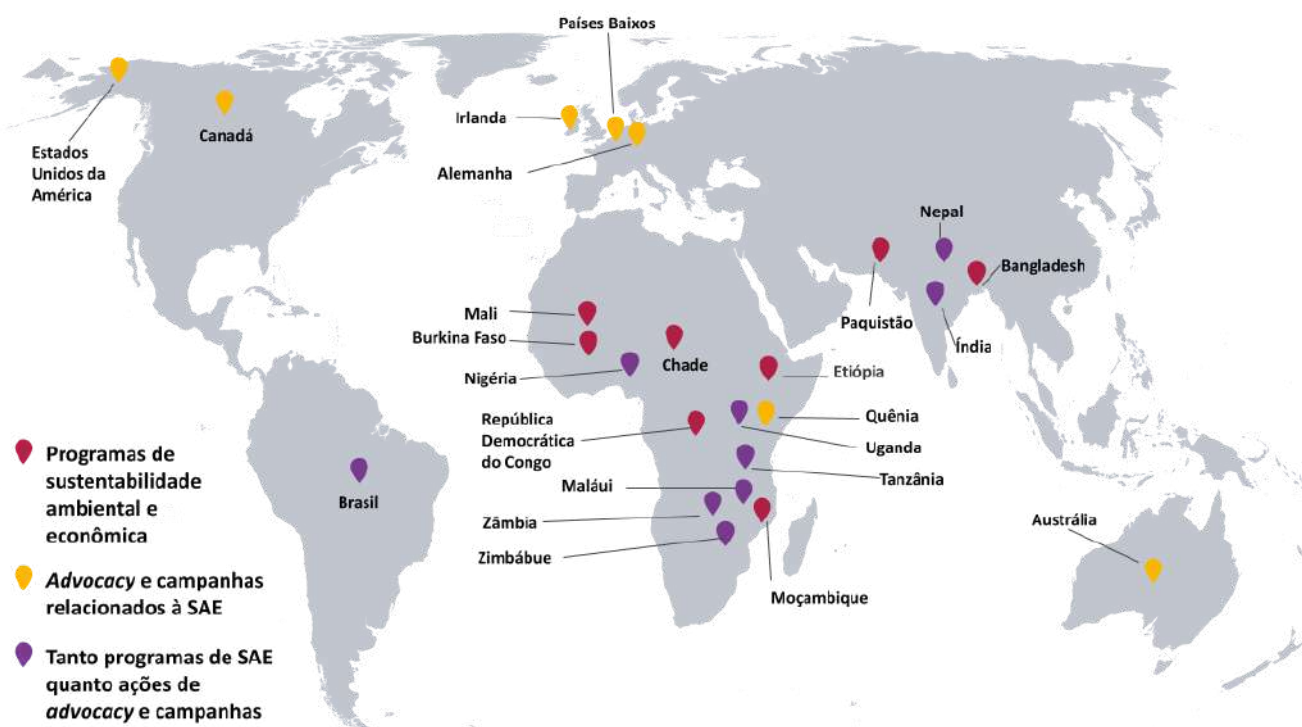 Países Baixos
Irlanda
Canadá
Alemanha
Estados
Unidos da
América
Nepal
Bangladesh
Paquistão
Índia
Mali
Burkina Faso
Chade
Nigéria
Etiópia
República
Democrática
do Congo
Quênia
Uganda
Tanzânia
Maláui
Zâmbia
Zimbábue
Moçambique
Brasil
Austrália
Programas de
sustentabilidade
ambiental e
econômica
Advocacy e campanhas
relacionados à SAE
Tanto programas de SAE
quanto ações de
advocacy e campanhas